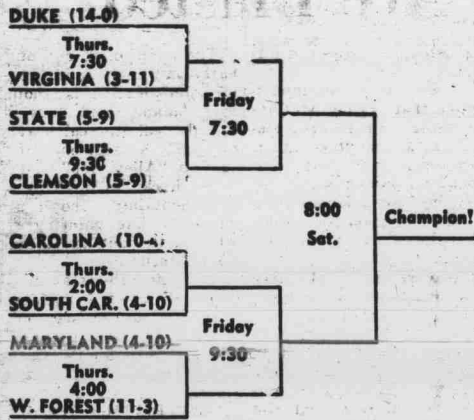 DUKE (14-0)
Thurs.
7:30
VIRGINIA (3-11)
Friday
7:30
STATE (5-9)
Thurs.
9:30
CLEMSON (5-9)
8:00
Sat.
Champion!
CAROLINA (10-4)
Thurs.
2:00
SOUTH CAR. (4-10)
Friday
9:30
MARYLAND (4-10)
Thurs.
4:00
W. FOREST (11-3)